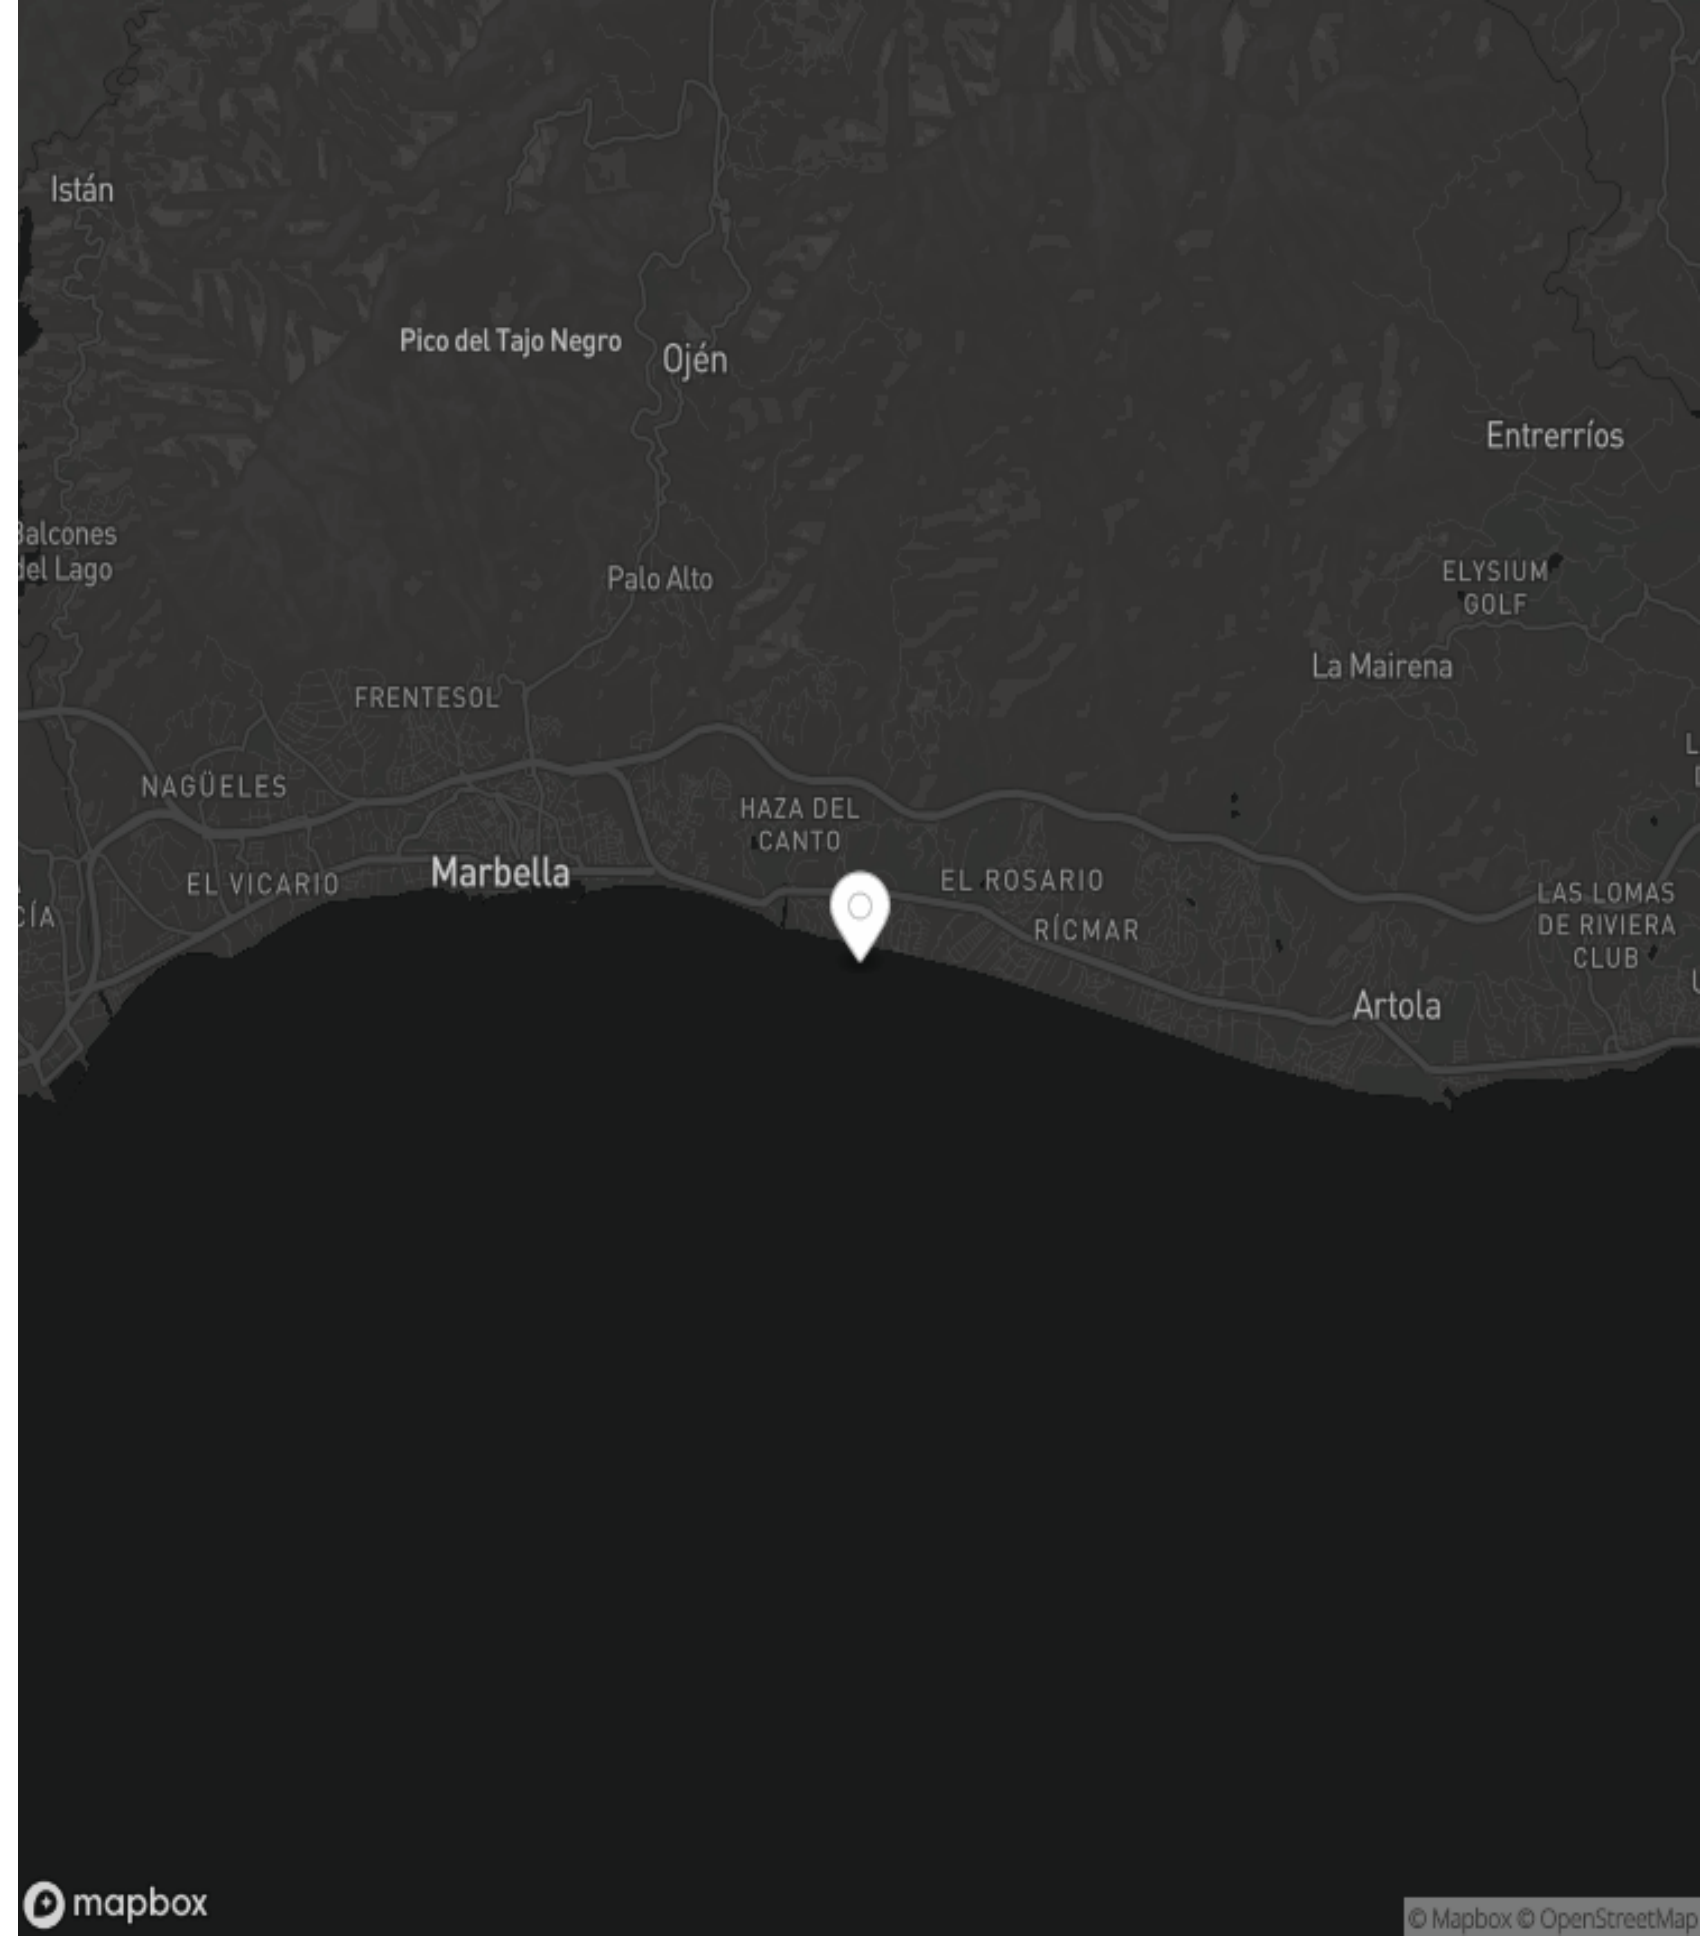 Istán
Pico del Tajo Negro
Ojén
Entrerríos
Balcones
del Lago
Palo Alto
ELYSIUM
GOLF
La Mairena
FRENTESOL
NAGÜELES
HAZA DEL
CANTO
Marbella
EL VICARIO
EL ROSARIO
LAS LOMAS
DE RIVIERA
CLUB
CÍA
RÍCMAR
Artola
mapbox
© Mapbox © OpenStreetMap